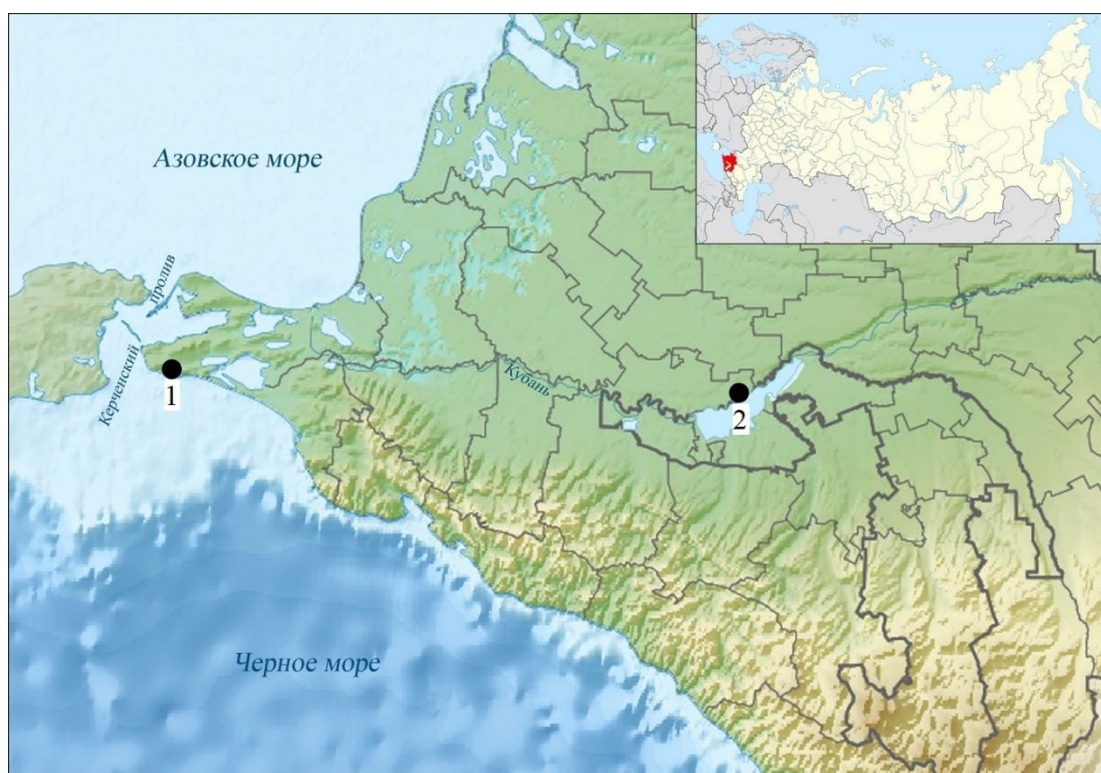 Азовское море
пролив
Керченский
1
Кубань
2
Черное море